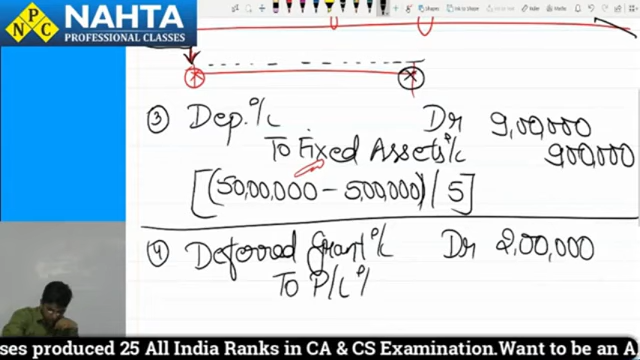 NPC
NAHTA
PROFESSIONAL CLASSES
③ Dep. a/c Dr 9,00,000
To Fixed Assets a/c 900,000
[(50,00,000 - 5,00,000) / 5]
④ Deferred Grant a/c Dr 2,00,000
To P/L a/c
ses produced 25 All India Ranks in CA & CS Examination.Want to be an A